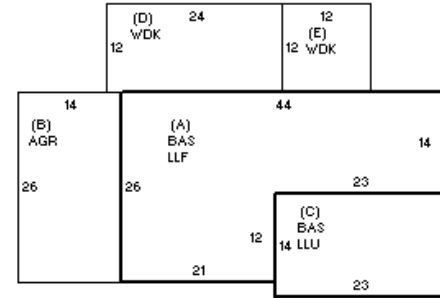 (D) 24 12
WDK (E)
12 12 WDK
14 44
(B) (A)
AGR BAS 14
LLF
26 26 23
(C)
12 BAS
14 LLU
21 23